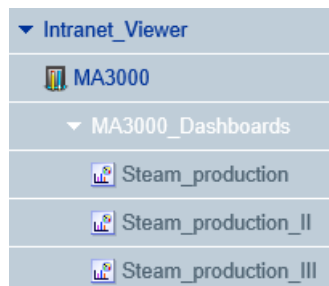 Intranet_Viewer
MA3000
MA3000_Dashboards
Steam_production
Steam_production_II
Steam_production_III